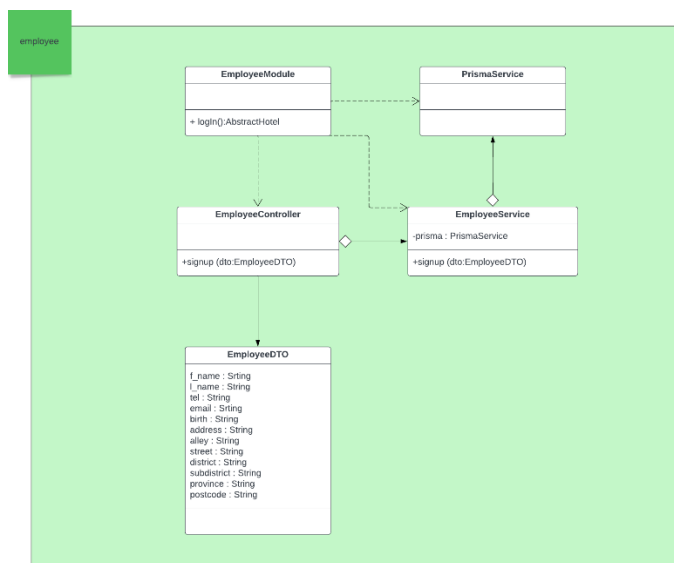 employee
EmployeeModule
+ logIn():AbstractHotel
PrismaService
EmployeeController
+signup (dto:EmployeeDTO)
EmployeeService
-prisma : PrismaService
+signup (dto:EmployeeDTO)
EmployeeDTO
f_name : Srting
l_name : String
tel : String
email : Srting
birth : String
address : String
alley : String
street : String
district : String
subdistrict : String
province : String
postcode : String